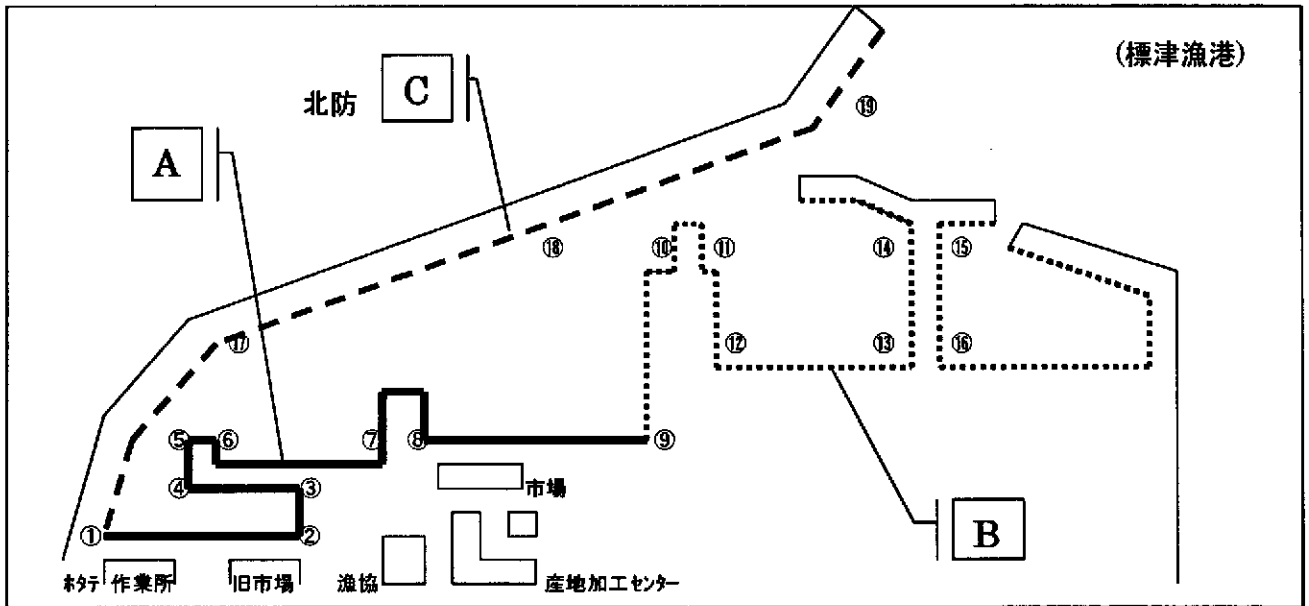 (標津漁港)
北防
C
A
⑲
⑱
⑩
⑪
⑭
⑮
⑰
⑫
⑬
⑯
⑤
⑥
⑦
⑧
⑨
④
③
市場
①
②
B
ホタテ 作業所
旧市場
漁協
産地加工センター